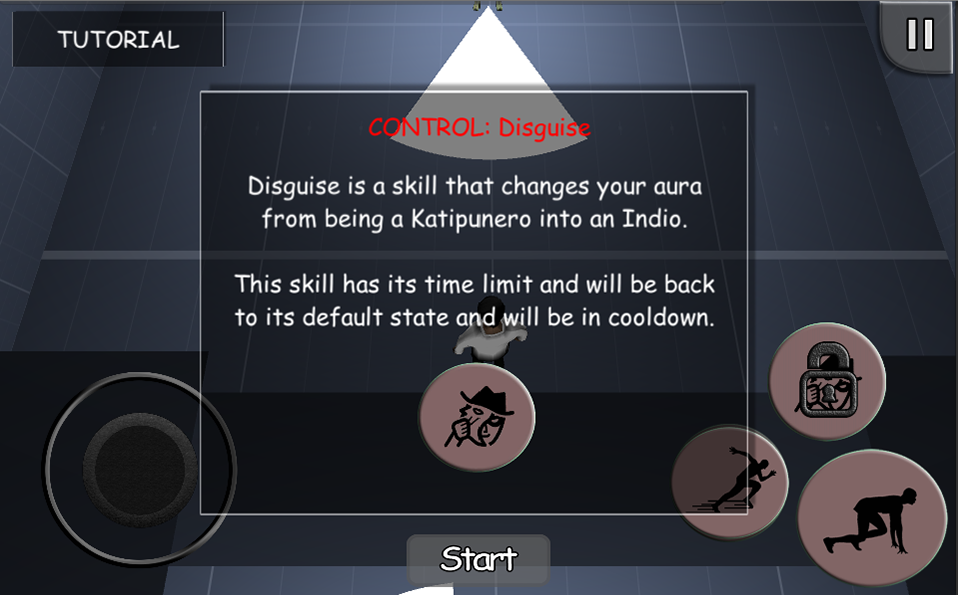 TUTORIAL
CONTROL: Disguise
Disguise is a skill that changes your aura
from being a Katipunero into an Indio.
This skill has its time limit and will be back
to its default state and will be in cooldown.
Start